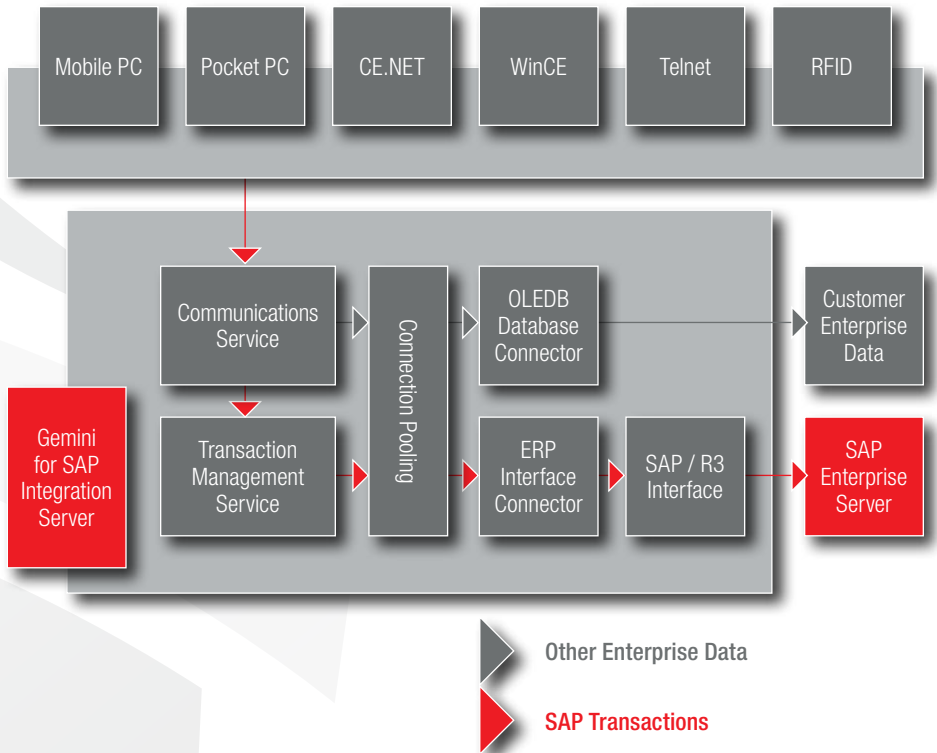 Mobile PC
Pocket PC
CE.NET
WinCE
Telnet
RFID
Communications
Service
Connection Pooling
OLEDB
Database
Connector
Customer
Enterprise
Data
Gemini
for SAP
Integration
Server
Transaction
Management
Service
ERP
Interface
Connector
SAP / R3
Interface
SAP
Enterprise
Server
Other Enterprise Data
SAP Transactions